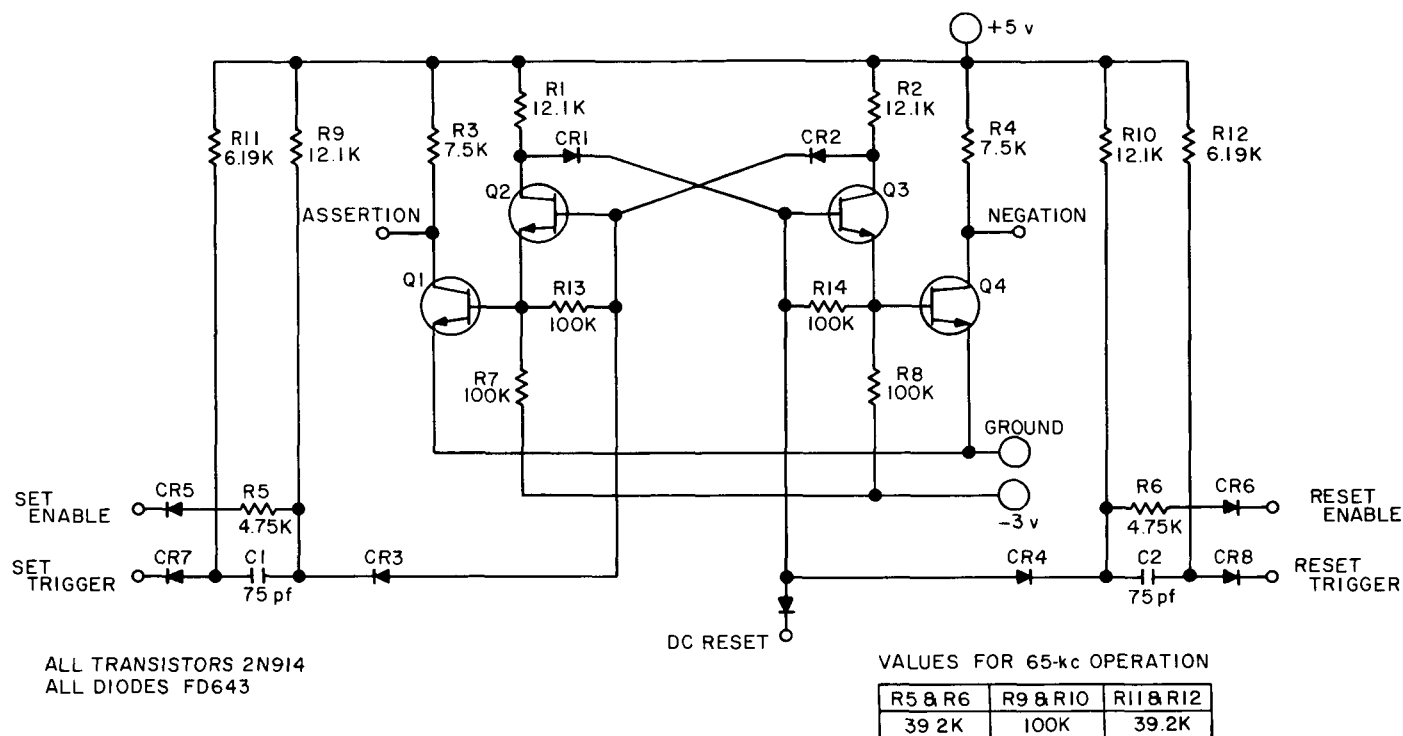 +5 v
R1
12.1K
R2
12.1K
R11
6.19K
R9
12.1K
R3
7.5K
CR1
CR2
R4
7.5K
R10
12.1K
R12
6.19K
Q2
Q3
ASSERTION
NEGATION
Q1
R13
100K
R14
100K
Q4
R7
100K
R8
100K
GROUND
-3 v
SET
ENABLE
CR5
R5
4.75K
R6
4.75K
CR6
RESET
ENABLE
SET
TRIGGER
CR7
C1
75 pf
CR3
CR4
C2
75 pf
CR8
RESET
TRIGGER
DC RESET
ALL TRANSISTORS 2N914
ALL DIODES FD643
VALUES FOR 65-kc OPERATION
R5 & R6 R9 & R10 R11 & R12
39.2K 100K 39.2K